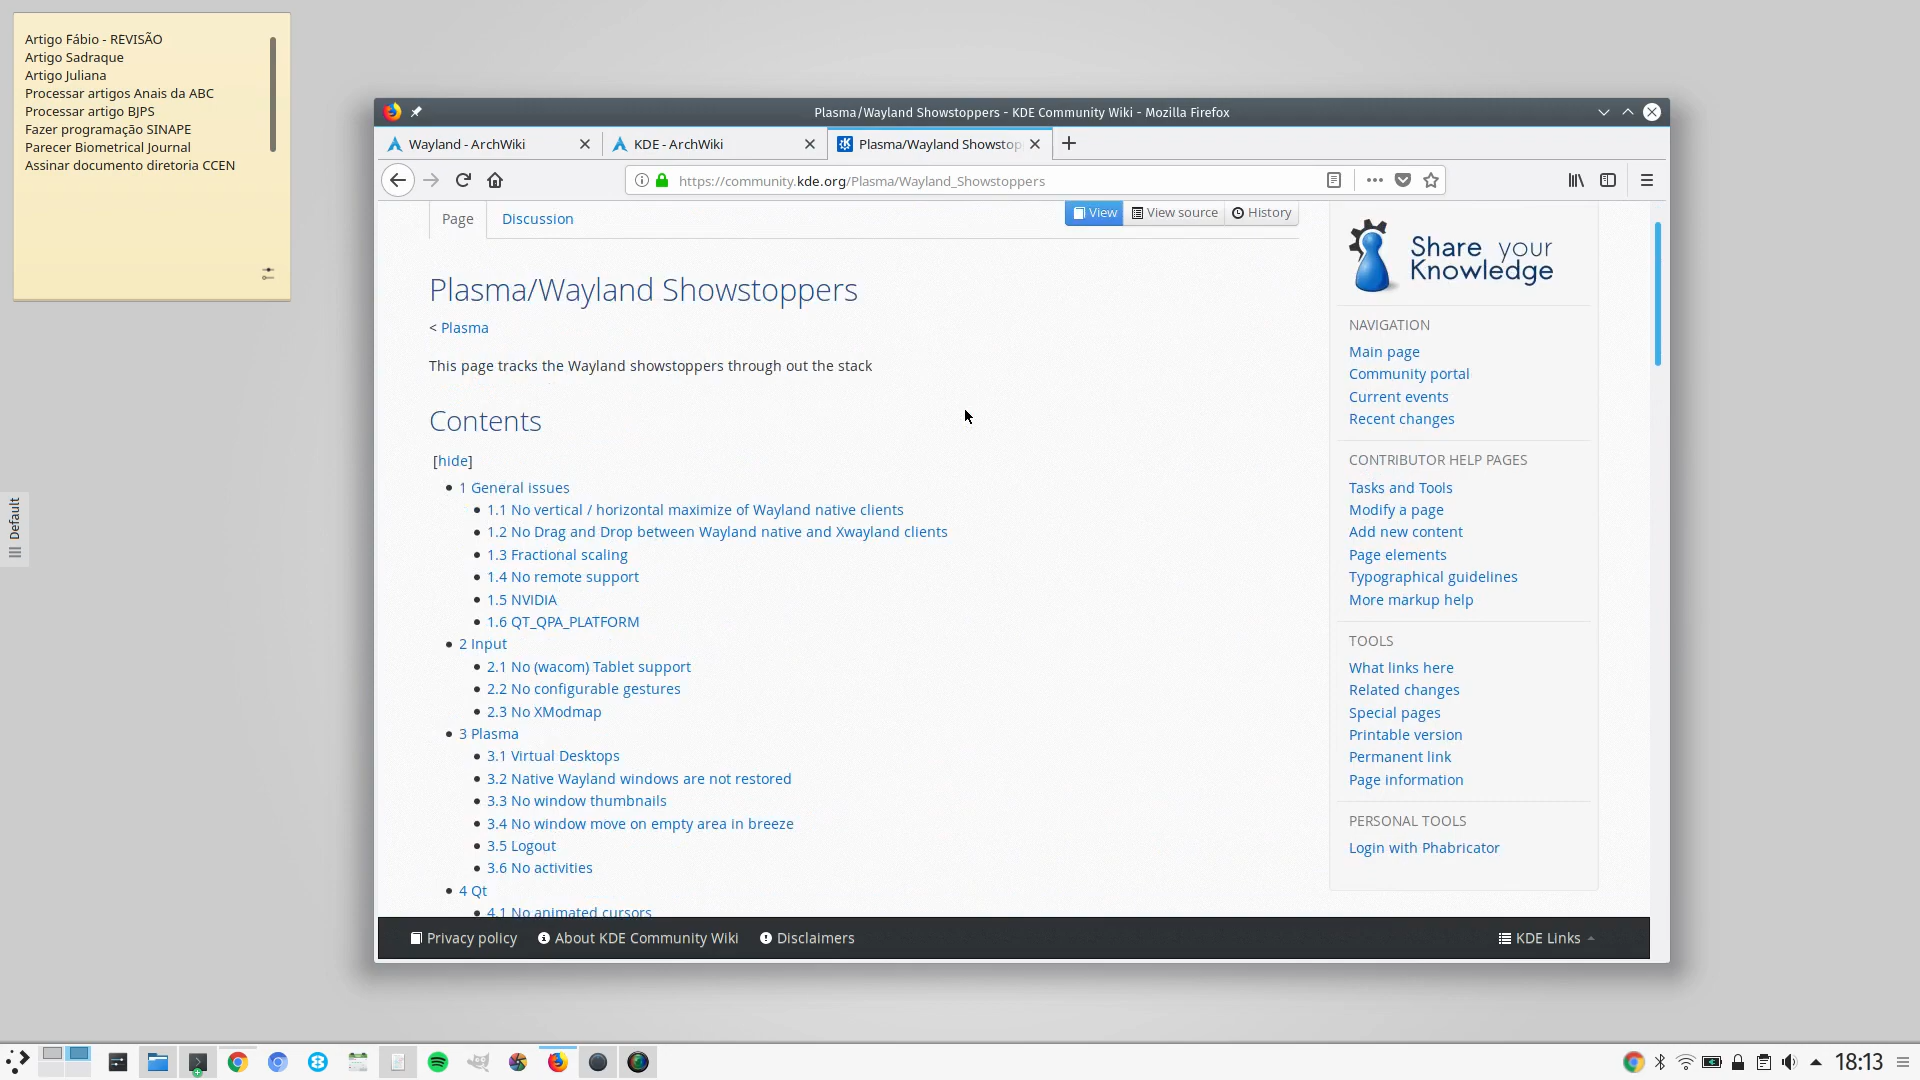 Artigo Fábio - REVISÃO
Artigo Sadraque
Artigo Juliana
Processar artigos Anais da ABC
Processar artigo BJPS
Fazer programação SINAPE
Parecer Biometrical Journal
Assinar documento diretoria CCEN
Default
Plasma/Wayland Showstoppers - KDE Community Wiki - Mozilla Firefox
Wayland - ArchWiki
KDE - ArchWiki
Plasma/Wayland Showstop
https://community.kde.org/Plasma/Wayland_Showstoppers
Page
Discussion
View
View source
History
Plasma/Wayland Showstoppers
< Plasma
This page tracks the Wayland showstoppers through out the stack
Contents
[hide]
1 General issues
1.1 No vertical / horizontal maximize of Wayland native clients
1.2 No Drag and Drop between Wayland native and Xwayland clients
1.3 Fractional scaling
1.4 No remote support
1.5 NVIDIA
1.6 QT_QPA_PLATFORM
2 Input
2.1 No (wacom) Tablet support
2.2 No configurable gestures
2.3 No XModmap
3 Plasma
3.1 Virtual Desktops
3.2 Native Wayland windows are not restored
3.3 No window thumbnails
3.4 No window move on empty area in breeze
3.5 Logout
3.6 No activities
4 Qt
4.1 No animated cursors
Share your
Knowledge
NAVIGATION
Main page
Community portal
Current events
Recent changes
CONTRIBUTOR HELP PAGES
Tasks and Tools
Modify a page
Add new content
Page elements
Typographical guidelines
More markup help
TOOLS
What links here
Related changes
Special pages
Printable version
Permanent link
Page information
PERSONAL TOOLS
Login with Phabricator
Privacy policy
About KDE Community Wiki
Disclaimers
KDE Links
18:13